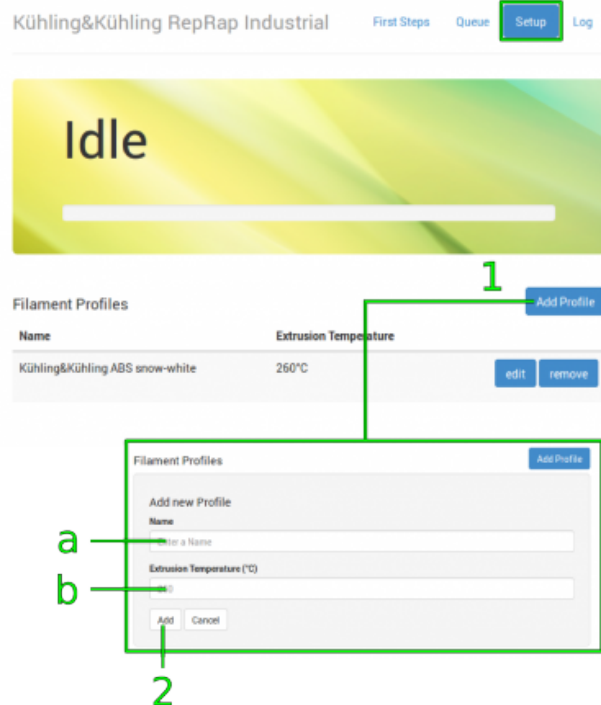 Kühling&Kühling RepRap Industrial First Steps Queue Setup Log
Idle
1
Filament Profiles Add Profile
Name Extrusion Temperature
Kühling&Kühling ABS snow-white 260°C edit remove
Filament Profiles Add Profile
Add new Profile
Name
a Enter a Name
Extrusion Temperature (°C)
b
Add Cancel
2